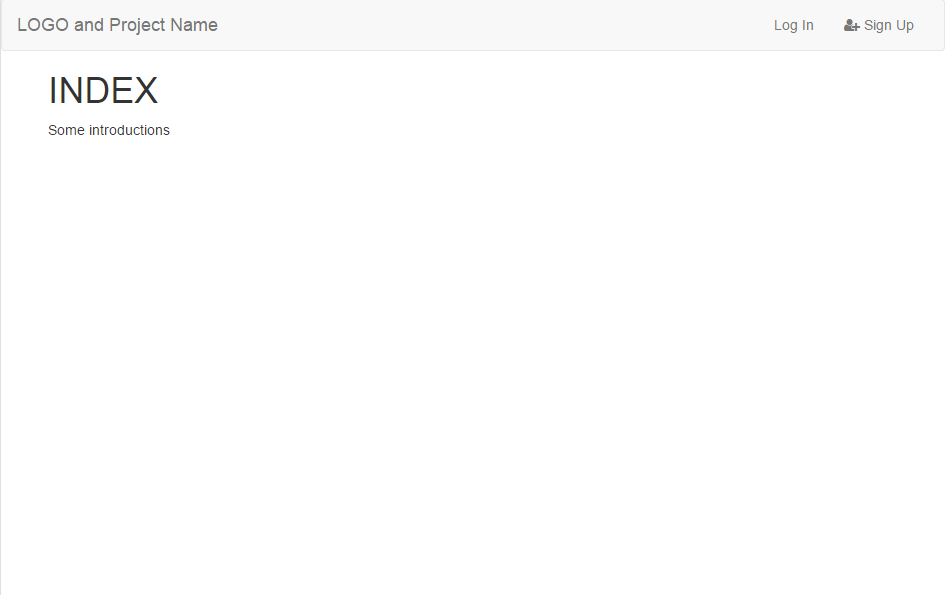 LOGO and Project Name Log In Sign Up
INDEX
Some introductions